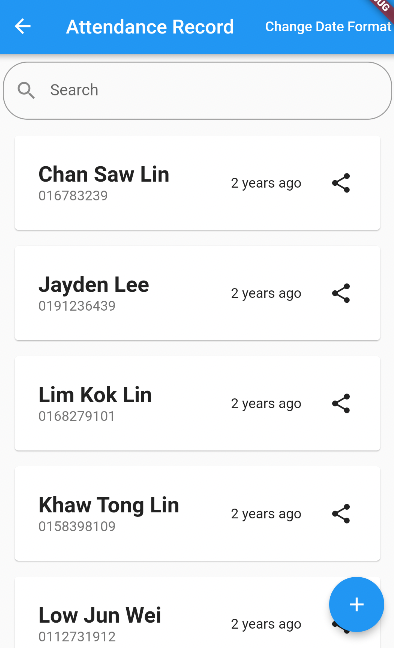 Attendance Record
Change Date Format
Search
Chan Saw Lin
2 years ago
016783239
Jayden Lee
2 years ago
0191236439
Lim Kok Lin
2 years ago
0168279101
Khaw Tong Lin
2 years ago
0158398109
Low Jun Wei
2 years ago
0112731912